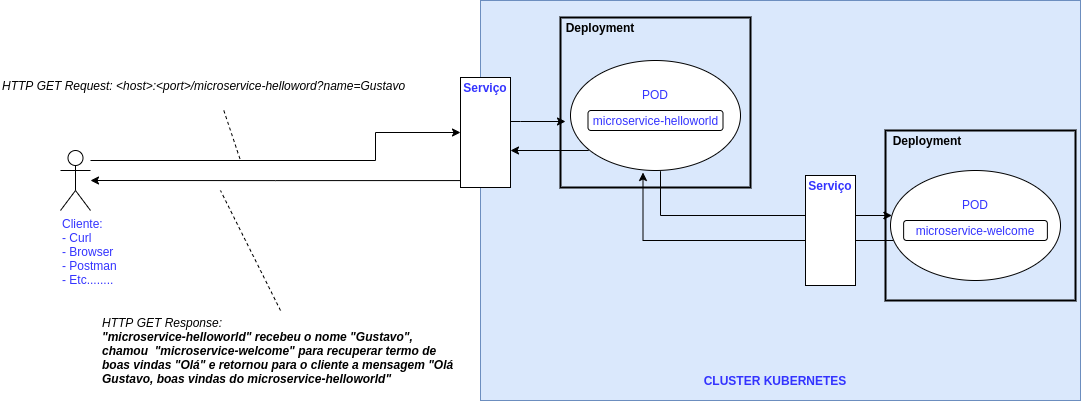 HTTP GET Request: <host>:<port>/microservice-helloword?name=Gustavo
Cliente:
- Curl
- Browser
- Postman
- Etc........
HTTP GET Response:
"microservice-helloworld" recebeu o nome "Gustavo",
chamou  "microservice-welcome" para recuperar termo de
boas vindas "Olá" e retornou para o cliente a mensagem "Olá
Gustavo, boas vindas do microservice-helloworld"
Serviço
Deployment
POD
microservice-helloworld
Serviço
Deployment
POD
microservice-welcome
CLUSTER KUBERNETES